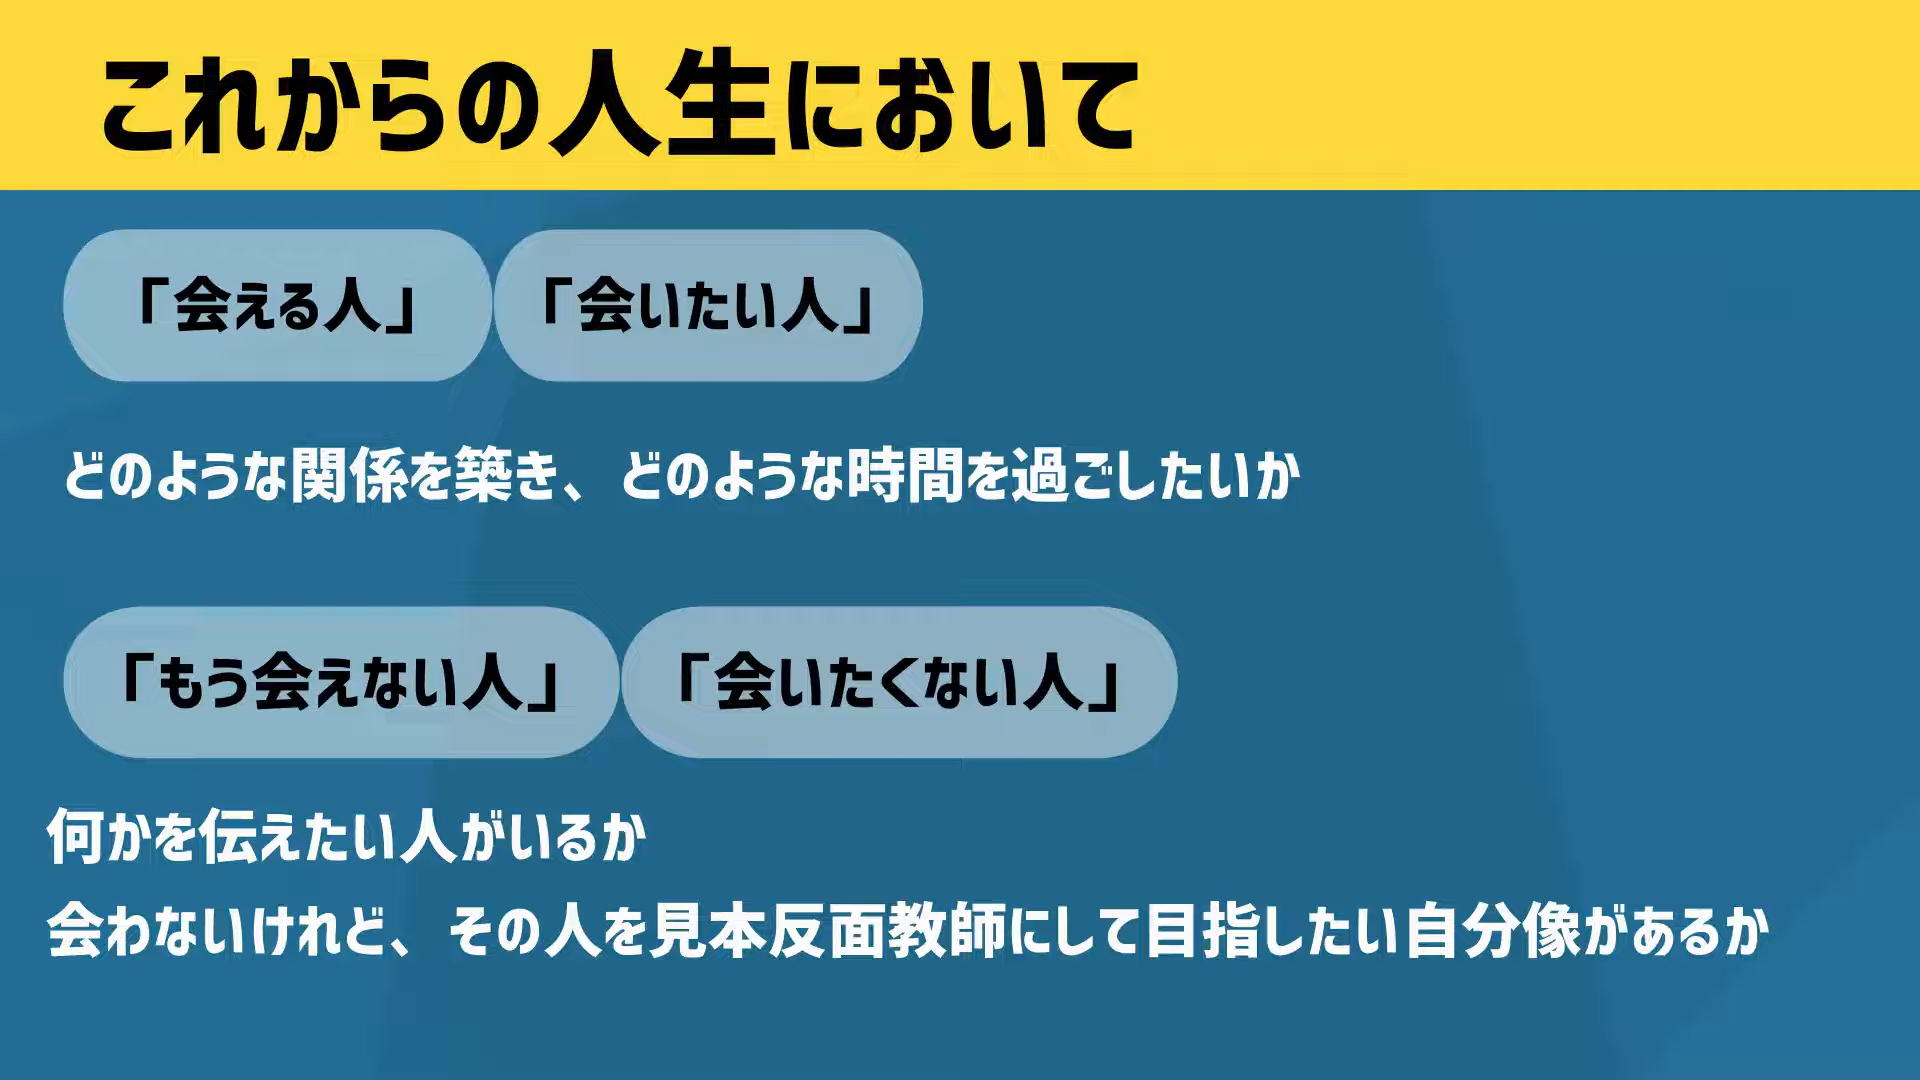 これからの人生において
「会える人」 「会いたい人」
どのような関係を築き、どのような時間を過ごしたいか
「もう会えない人」 「会いたくない人」
何かを伝えたい人がいるか
会わないけれど、その人を見本反面教師にして目指したい自分像があるか